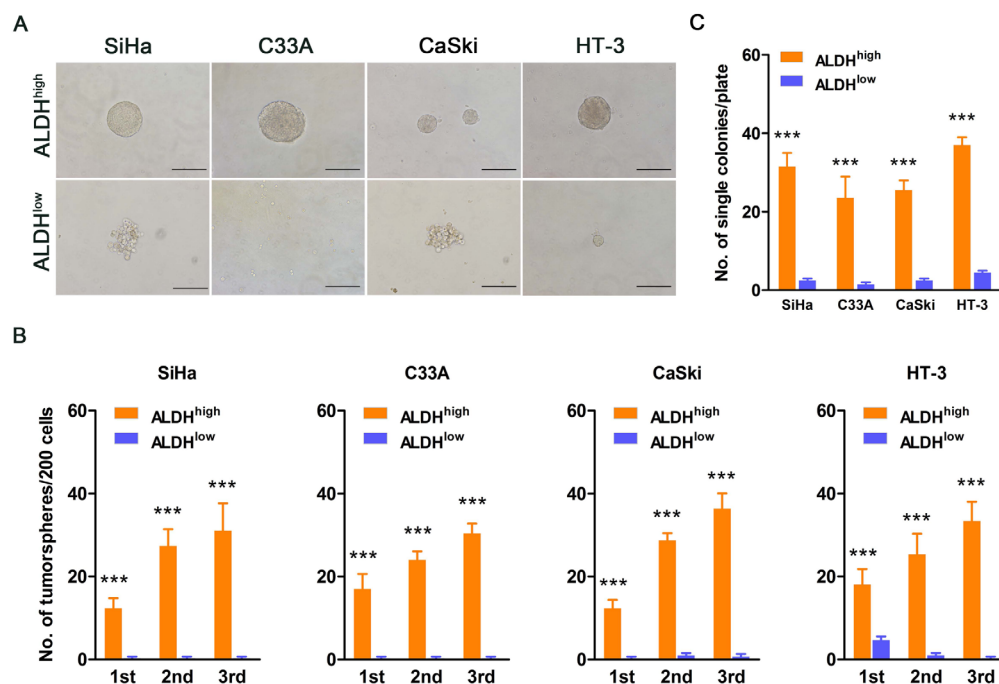 A
SiHa C33A CaSki HT-3
ALDHhigh
ALDHlow
C
No. of single colonies/plate
60
40
20
0
ALDHhigh
ALDHlow
*** *** *** ***
SiHa C33A CaSki HT-3
B
No. of tumorspheres/200 cells
SiHa
60
40
20
0
ALDHhigh
ALDHlow
*** *** ***
1st 2nd 3rd
C33A
60
40
20
0
ALDHhigh
ALDHlow
*** *** ***
1st 2nd 3rd
CaSki
60
40
20
0
ALDHhigh
ALDHlow
*** *** ***
1st 2nd 3rd
HT-3
60
40
20
0
ALDHhigh
ALDHlow
*** *** ***
1st 2nd 3rd